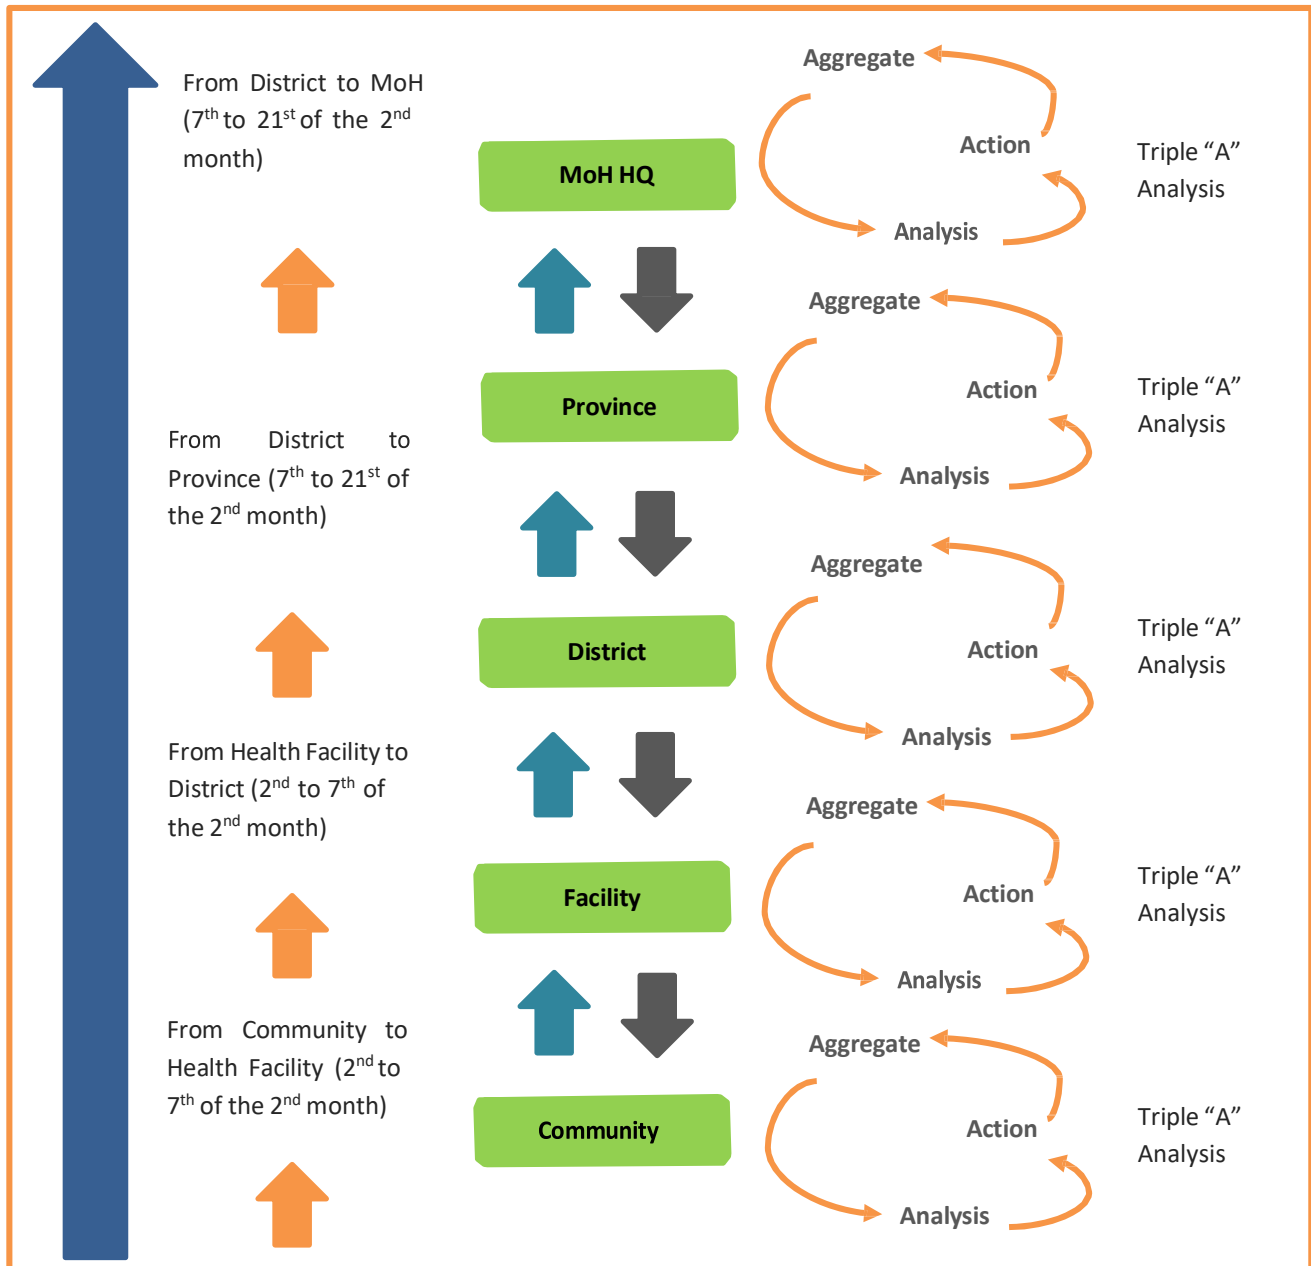 From District to MoH
(7th to 21st of the 2nd
month)
MoH HQ
Aggregate
Action
Analysis
Triple “A”
Analysis
From District to
Province (7th to 21st of
the 2nd month)
Province
Aggregate
Action
Analysis
Triple “A”
Analysis
District
Aggregate
Action
Analysis
Triple “A”
Analysis
From Health Facility to
District (2nd to 7th of
the 2nd month)
Facility
Aggregate
Action
Analysis
Triple “A”
Analysis
From Community to
Health Facility (2nd to
7th of the 2nd month)
Community
Aggregate
Action
Analysis
Triple “A”
Analysis